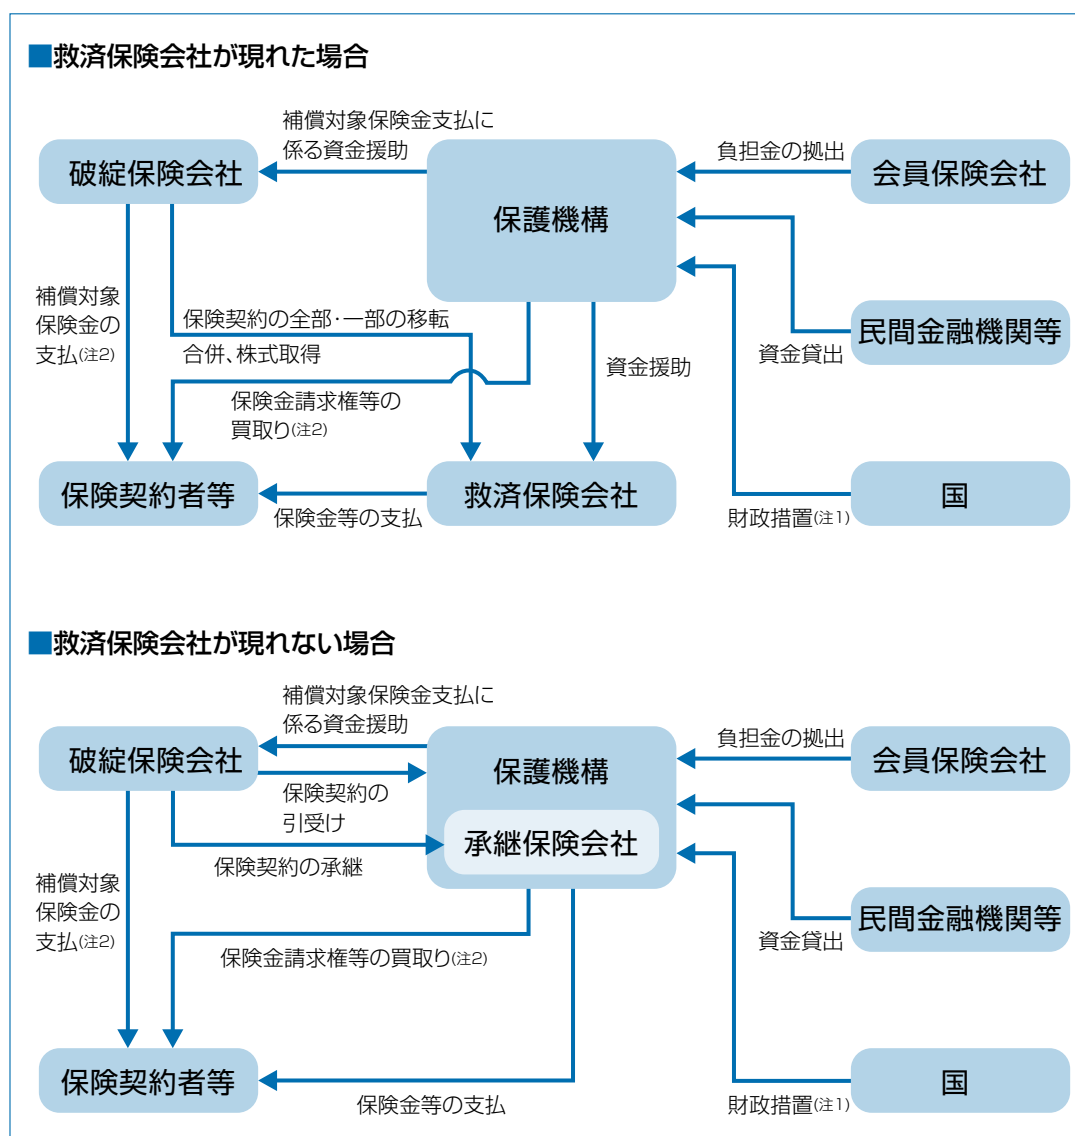 ■救済保険会社が現れた場合
補償対象保険金支払に
係る資金援助
負担金の拠出
破綻保険会社
保護機構
会員保険会社
補償対象
保険金の
支払(注2)
保険契約の全部・一部の移転
合併、株式取得
資金援助
民間金融機関等
資金貸出
保険金請求権等の
買取り(注2)
保険契約者等
救済保険会社
国
保険金等の支払
財政措置(注1)
■救済保険会社が現れない場合
補償対象保険金支払に
係る資金援助
負担金の拠出
破綻保険会社
保護機構
会員保険会社
保険契約の
引受け
承継保険会社
保険契約の承継
補償対象
保険金の
支払(注2)
民間金融機関等
資金貸出
保険金請求権等の買取り(注2)
保険契約者等
国
保険金等の支払
財政措置(注1)